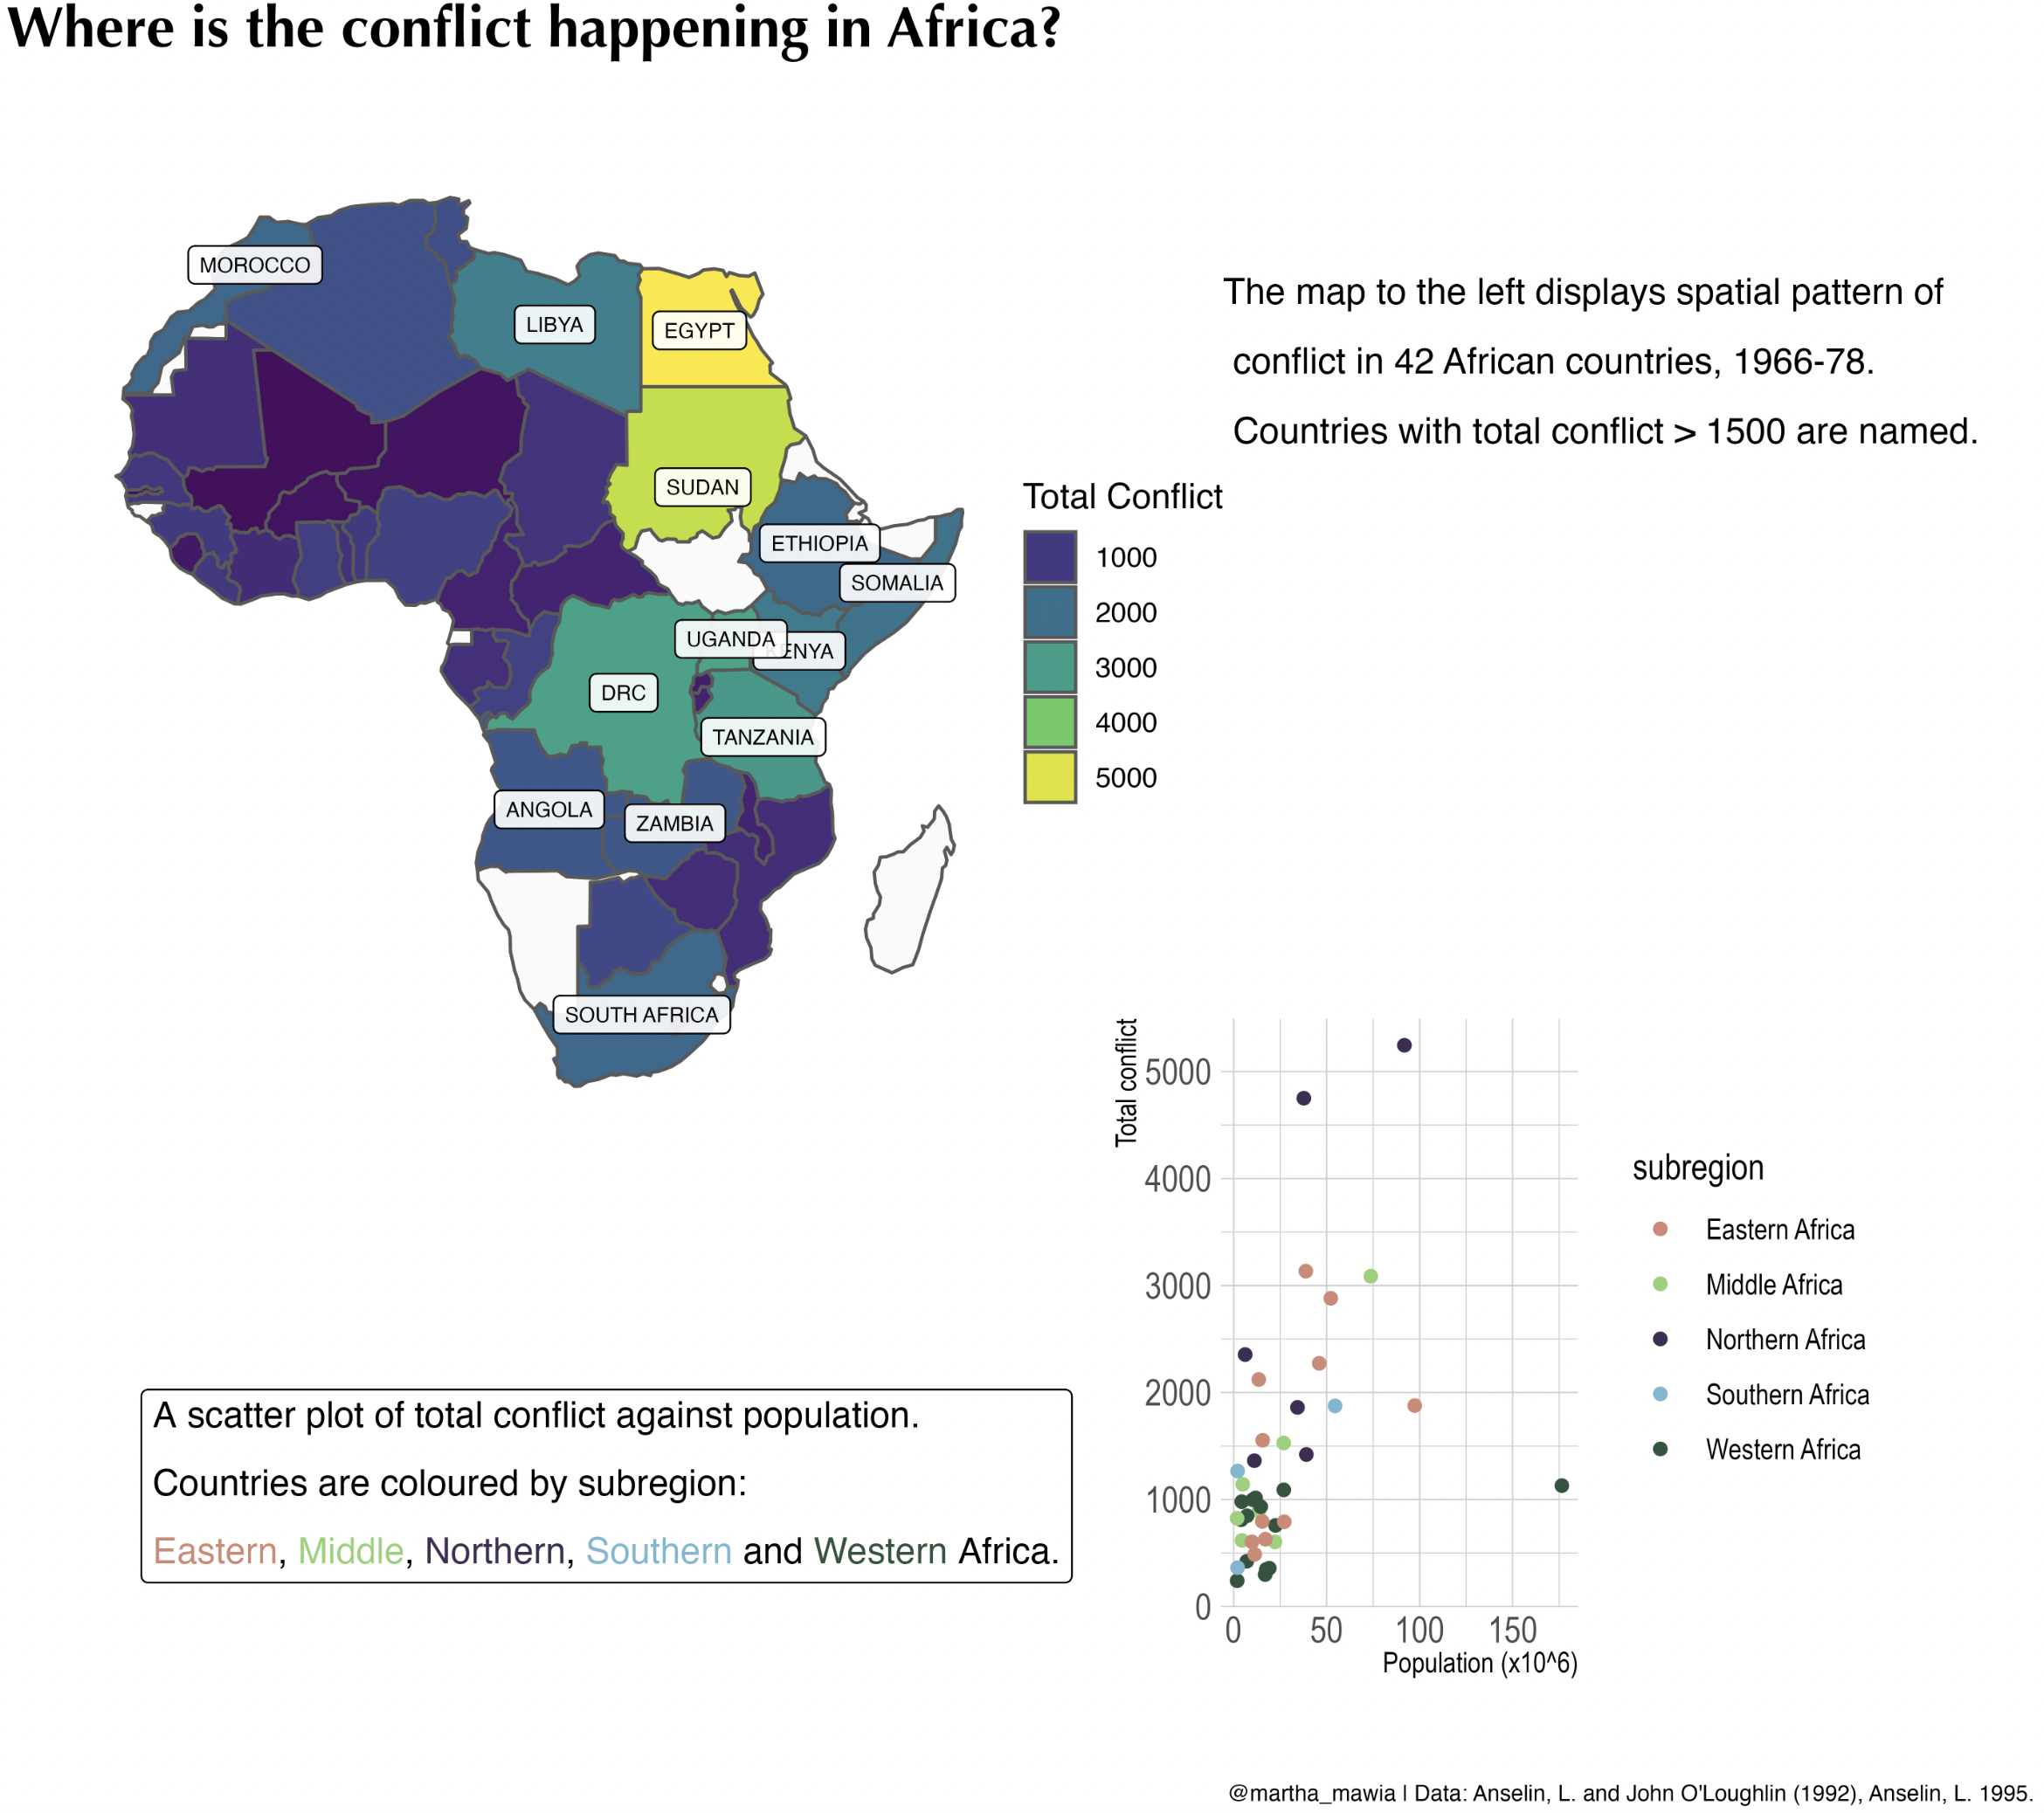 Where is the conflict happening in Africa?
MOROCCO
LIBYA
EGYPT
SUDAN
ETHIOPIA
SOMALIA
UGANDA
KENYA
DRC
TANZANIA
ANGOLA
ZAMBIA
SOUTH AFRICA
The map to the left displays spatial pattern of
conflict in 42 African countries, 1966-78.
Countries with total conflict > 1500 are named.
Total Conflict
1000
2000
3000
4000
5000
A scatter plot of total conflict against population.
Countries are coloured by subregion:
Eastern, Middle, Northern, Southern and Western Africa.
Total conflict
5000
4000
3000
2000
1000
0
0 50 100 150
Population (x10^6)
subregion
Eastern Africa
Middle Africa
Northern Africa
Southern Africa
Western Africa
@martha_mawia | Data: Anselin, L. and John O'Loughlin (1992), Anselin, L. 1995.